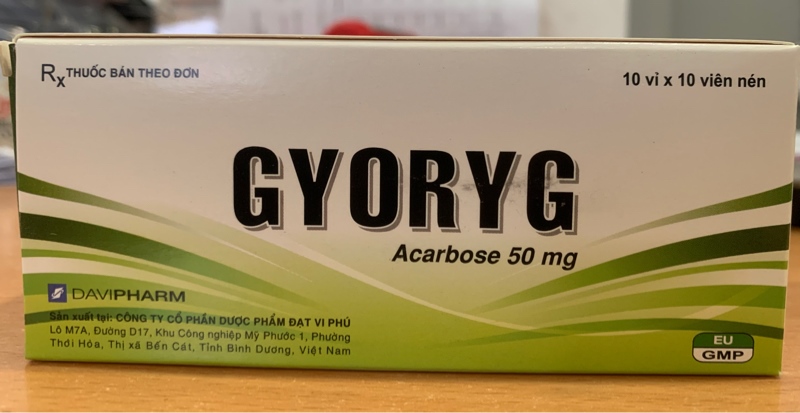 Rx THUỐC BÁN THEO ĐƠN
10 vỉ x 10 viên nén
GYORYG
Acarbose 50 mg
DAVIPHARM
Sản xuất tại: CÔNG TY CỔ PHẦN DƯỢC PHẨM ĐẠT VI PHÚ
Lô M7A, Đường D17, Khu Công nghiệp Mỹ Phước 1, Phường
Thới Hòa, Thị xã Bến Cát, Tỉnh Bình Dương, Việt Nam
EU
GMP